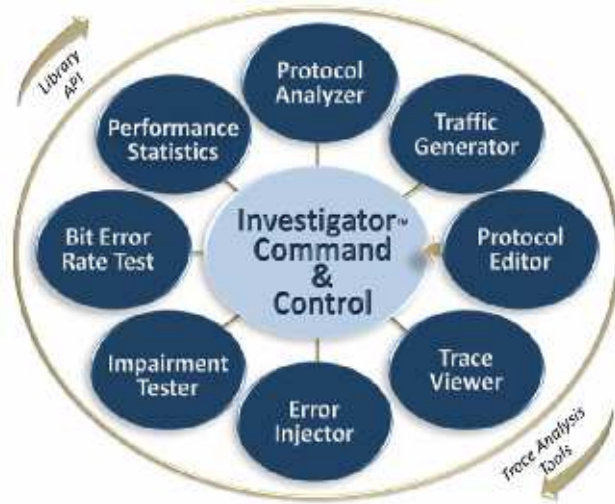 Library
API
Protocol
Analyzer
Traffic
Generator
Protocol
Editor
Trace
Viewer
Error
Injector
Impairment
Tester
Bit Error
Rate Test
Performance
Statistics
Investigator™
Command
&
Control
Trace Analysis
Tools